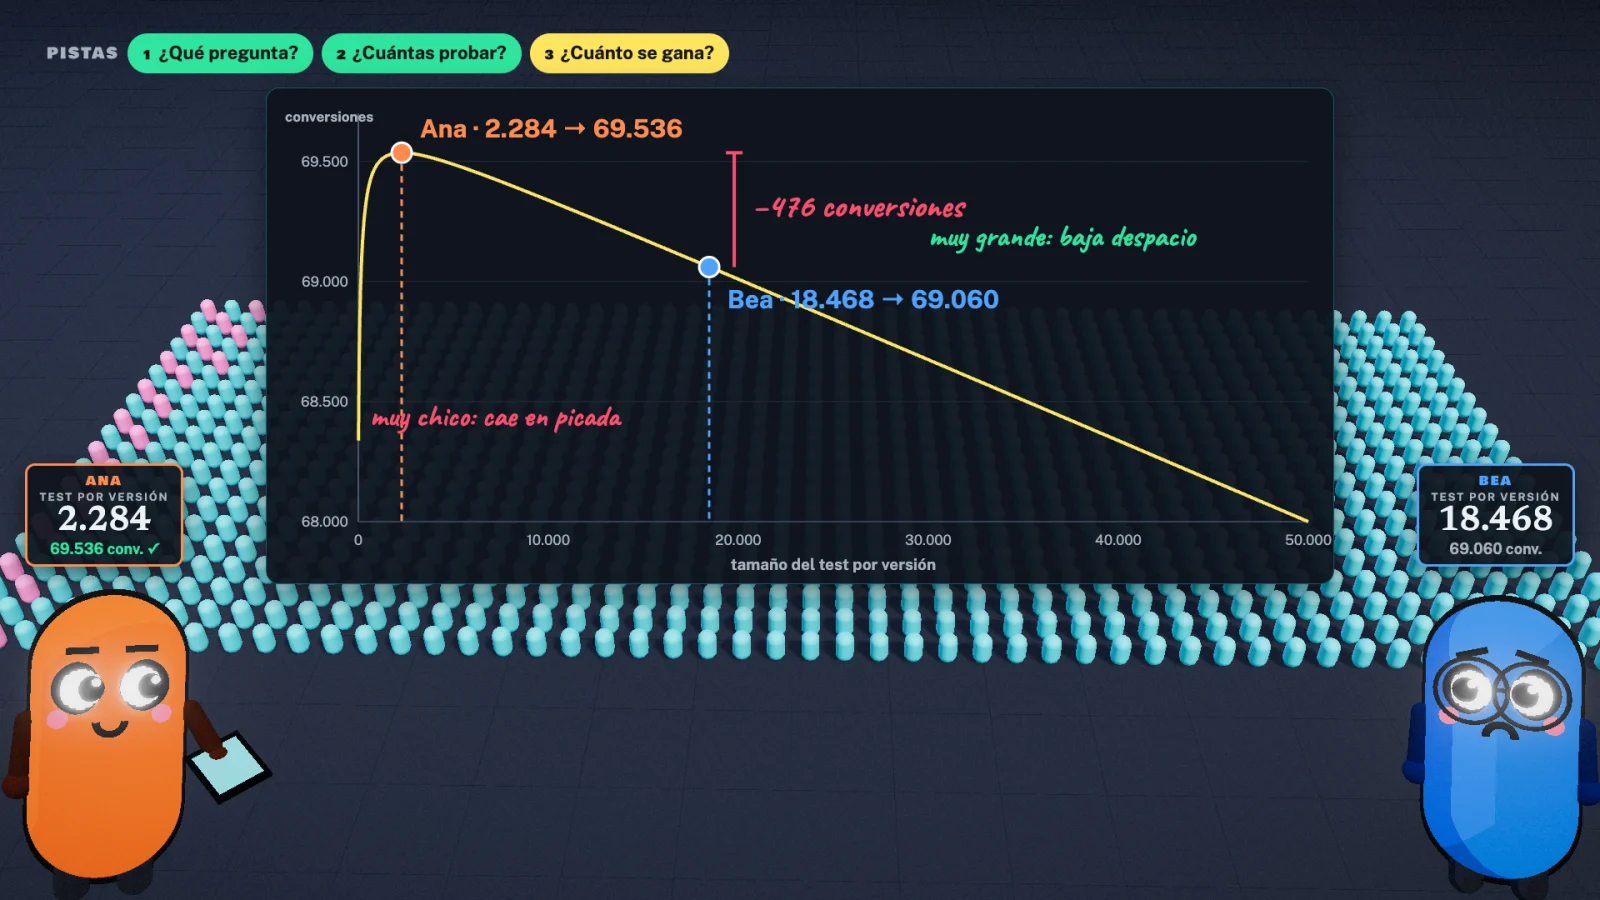 PISTAS
1 ¿Qué pregunta?
2 ¿Cuántas probar?
3 ¿Cuánto se gana?
conversiones
Ana · 2.284 → 69.536
69.500
–476 conversiones
muy grande: baja despacio
69.000
Bea · 18.468 → 69.060
68.500
muy chico: cae en picada
68.000
0
10.000
20.000
30.000
40.000
50.000
tamaño del test por versión
ANA
TEST POR VERSIÓN
2.284
69.536 conv. ✓
BEA
TEST POR VERSIÓN
18.468
69.060 conv.